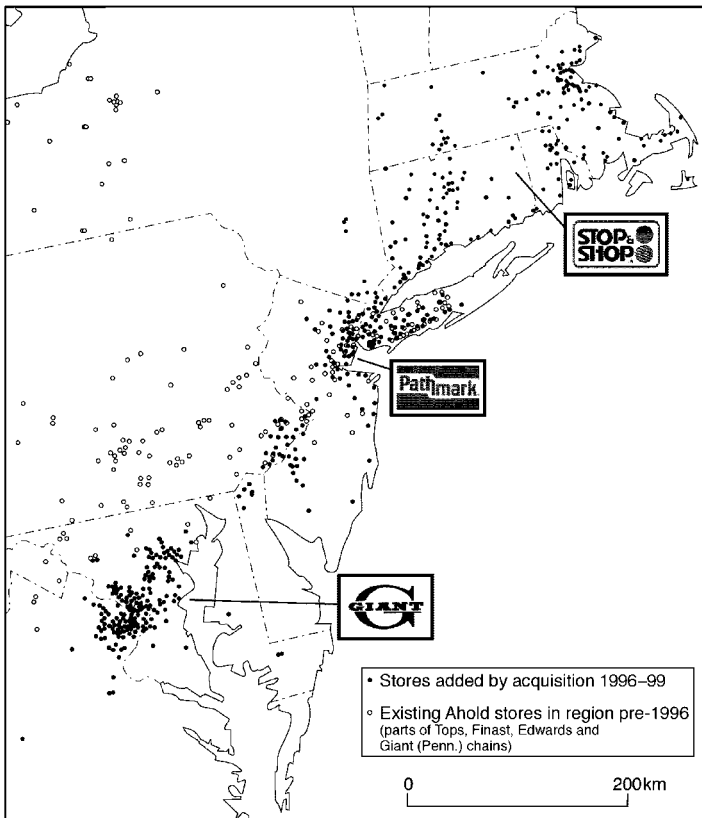 STOP &
SHOP
Pathmark
GIANT
Stores added by acquisition 1996–99
Existing Ahold stores in region pre-1996
(parts of Tops, Finast, Edwards and
Giant (Penn.) chains)
0 200km